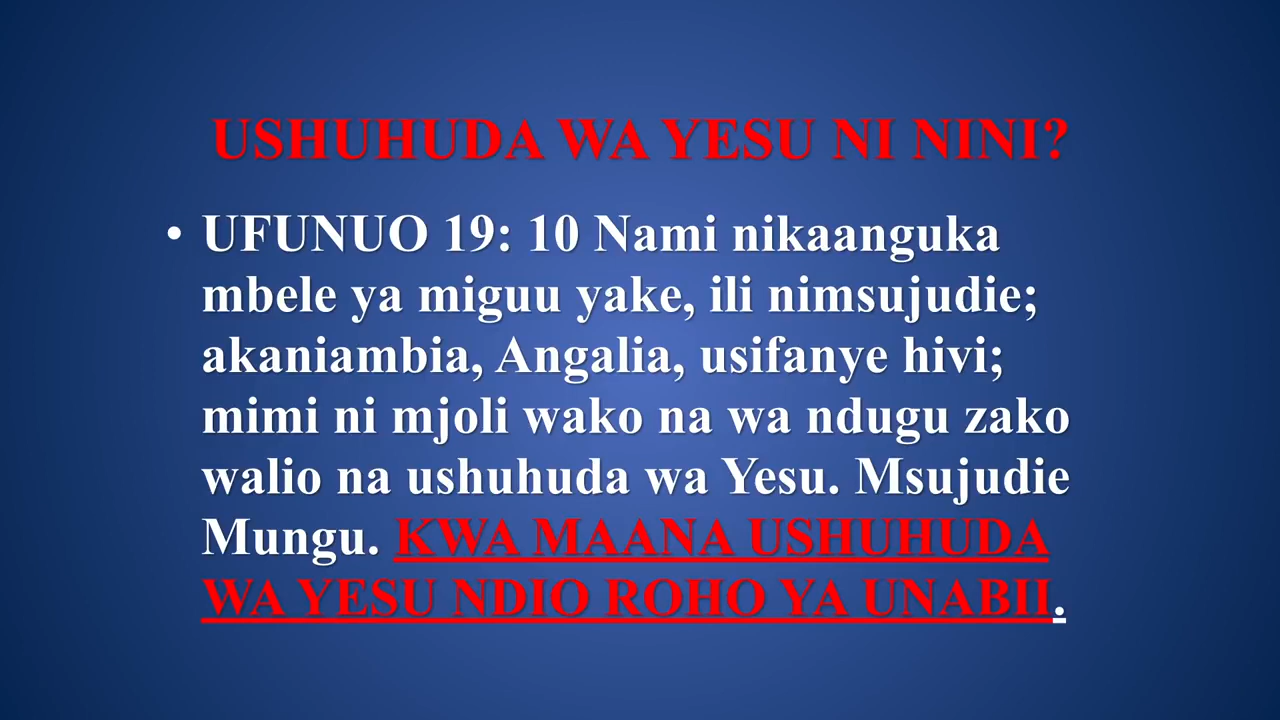 USHUHUDA WA YESU NI NINI?
• UFUNUO 19: 10 Nami nikaanguka
mbele ya miguu yake, ili nimsujudie;
akaniambia, Angalia, usifanye hivi;
mimi ni mjoli wako na wa ndugu zako
walio na ushuhuda wa Yesu. Msujudie
Mungu. KWA MAANA USHUHUDA
WA YESU NDIO ROHO YA UNABII.